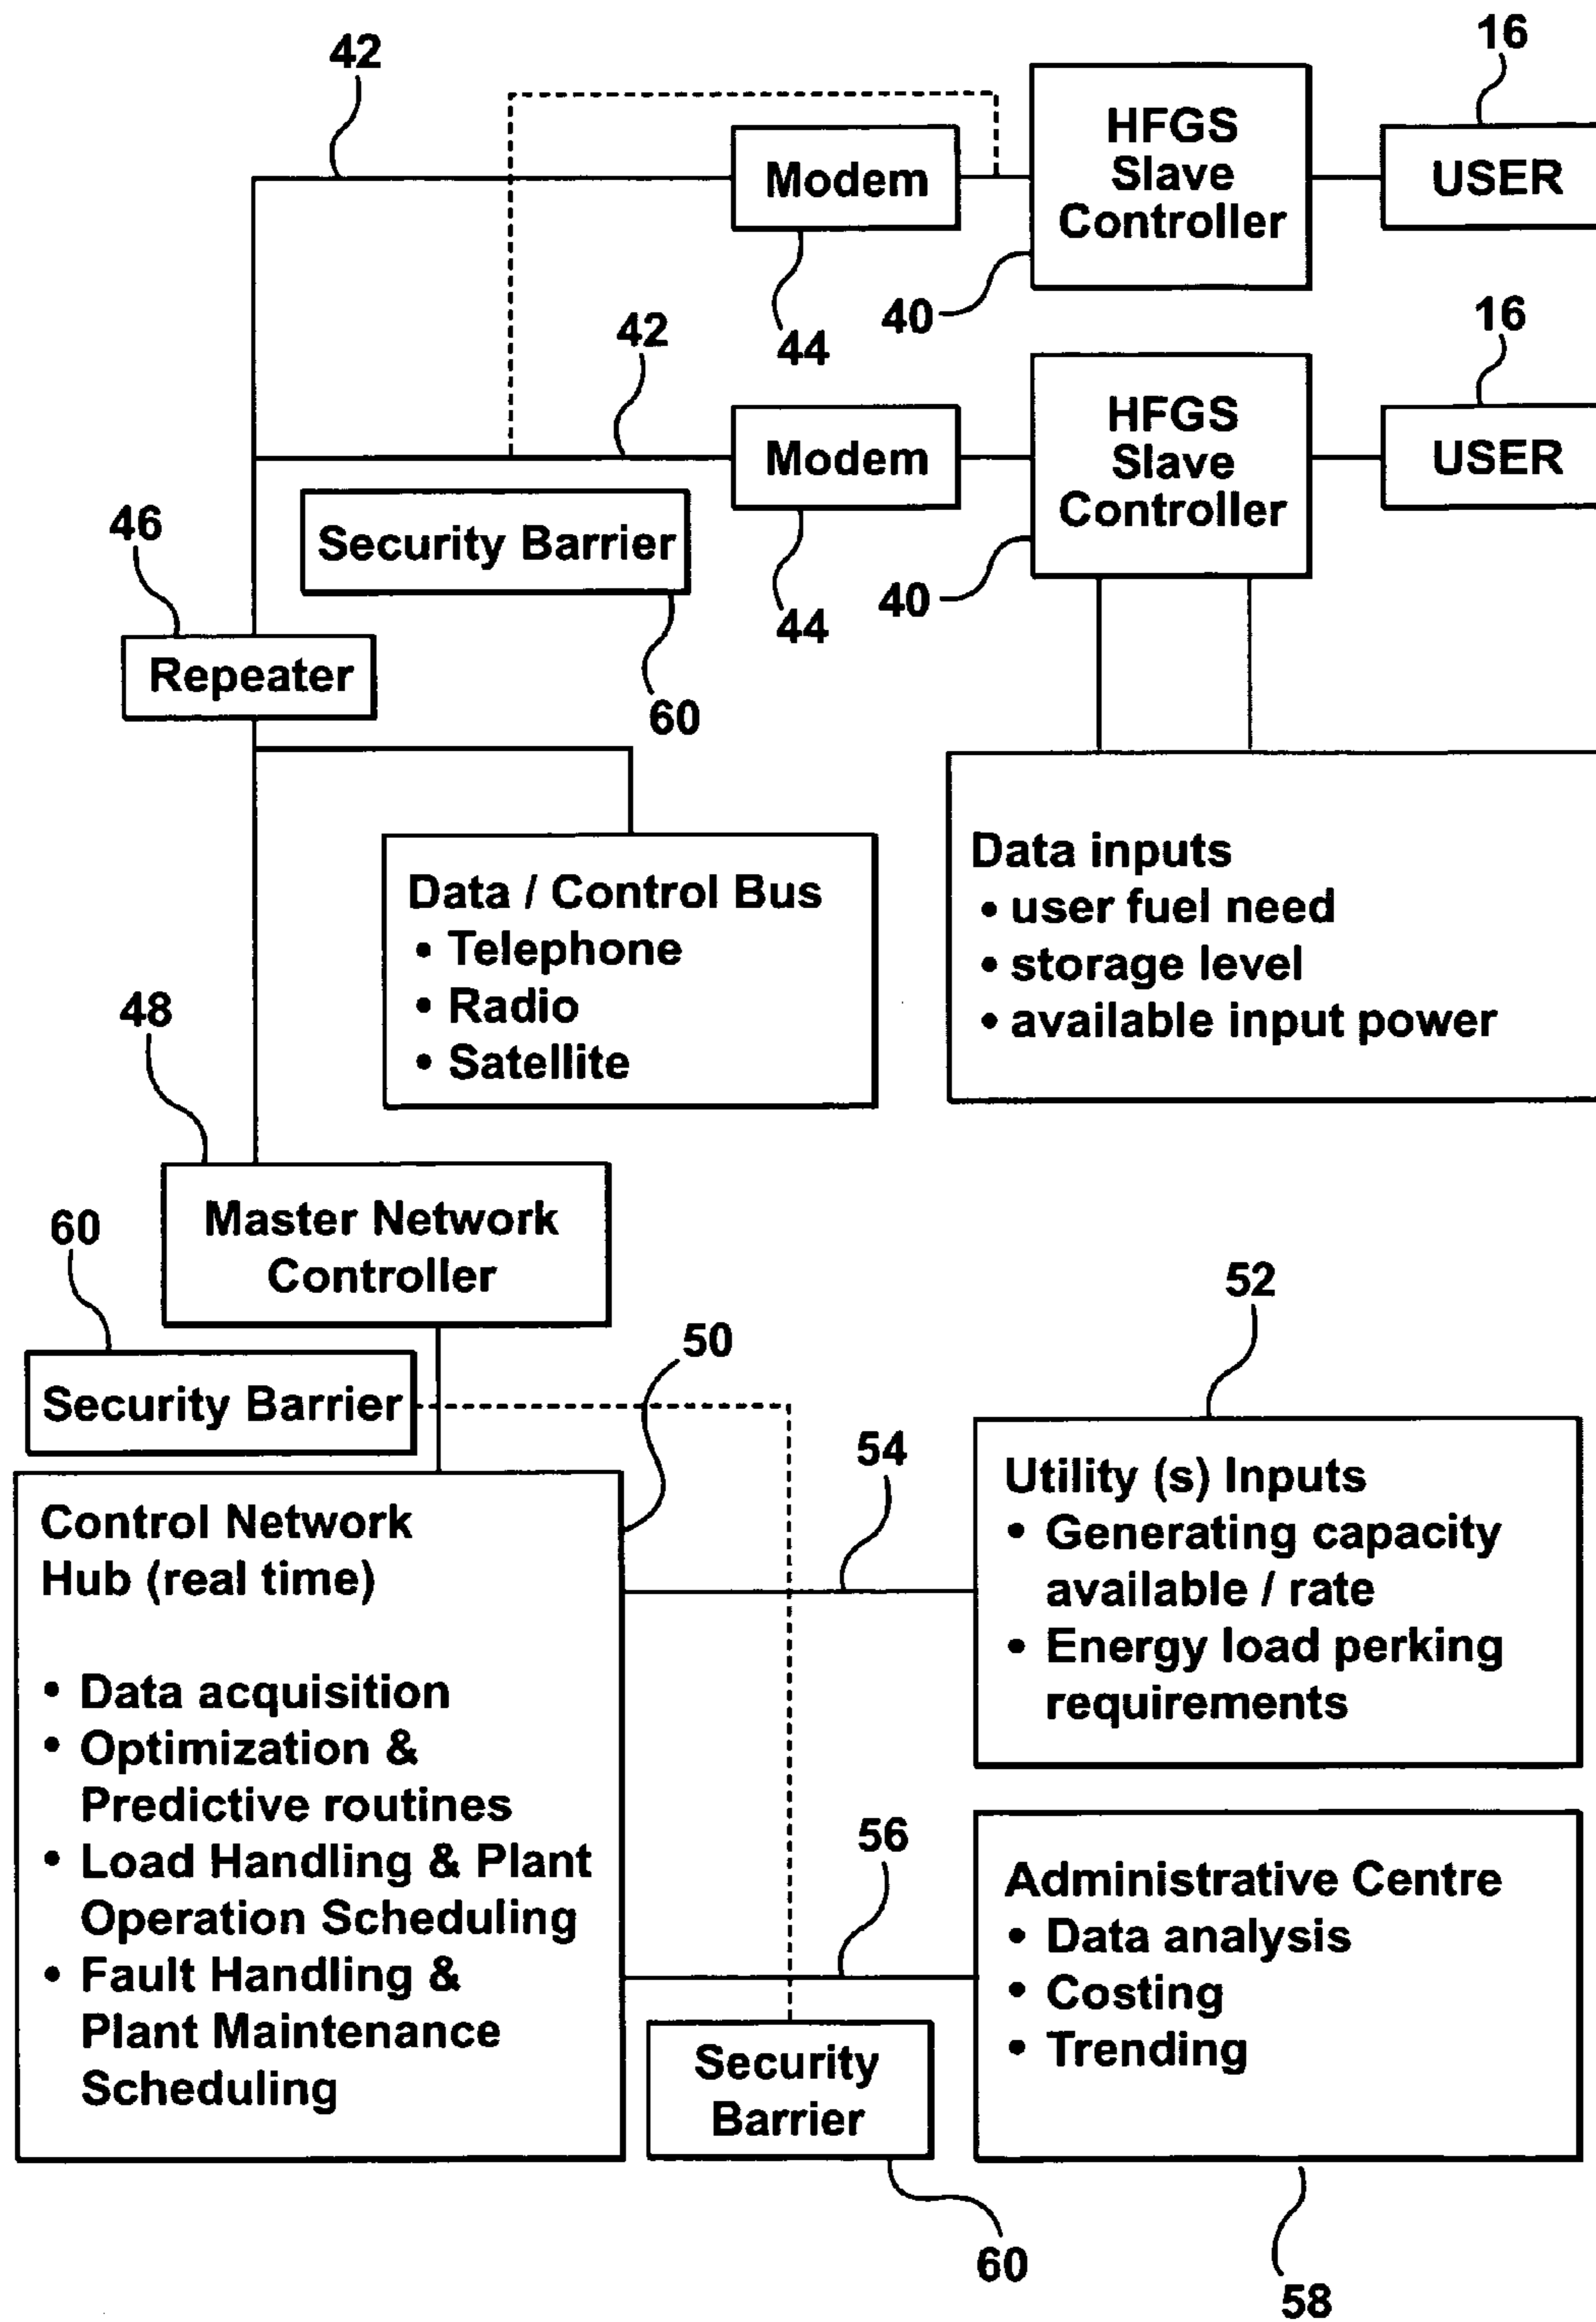 42
16
HFGS
Slave
Controller
Modem
USER
40
44
42
16
HFGS
Slave
Controller
Modem
USER
46
Security Barrier
40
44
Repeater
60
Data / Control Bus
• Telephone
• Radio
• Satellite
Data inputs
• user fuel need
• storage level
• available input power
48
Master Network
Controller
60
52
50
Security Barrier
54
Control Network
Hub (real time)
• Data acquisition
• Optimization &
Predictive routines
• Load Handling & Plant
Operation Scheduling
• Fault Handling &
Plant Maintenance
Scheduling
Utility (s) Inputs
• Generating capacity
available / rate
• Energy load perking
requirements
56
Administrative Centre
• Data analysis
• Costing
• Trending
Security
Barrier
60
58